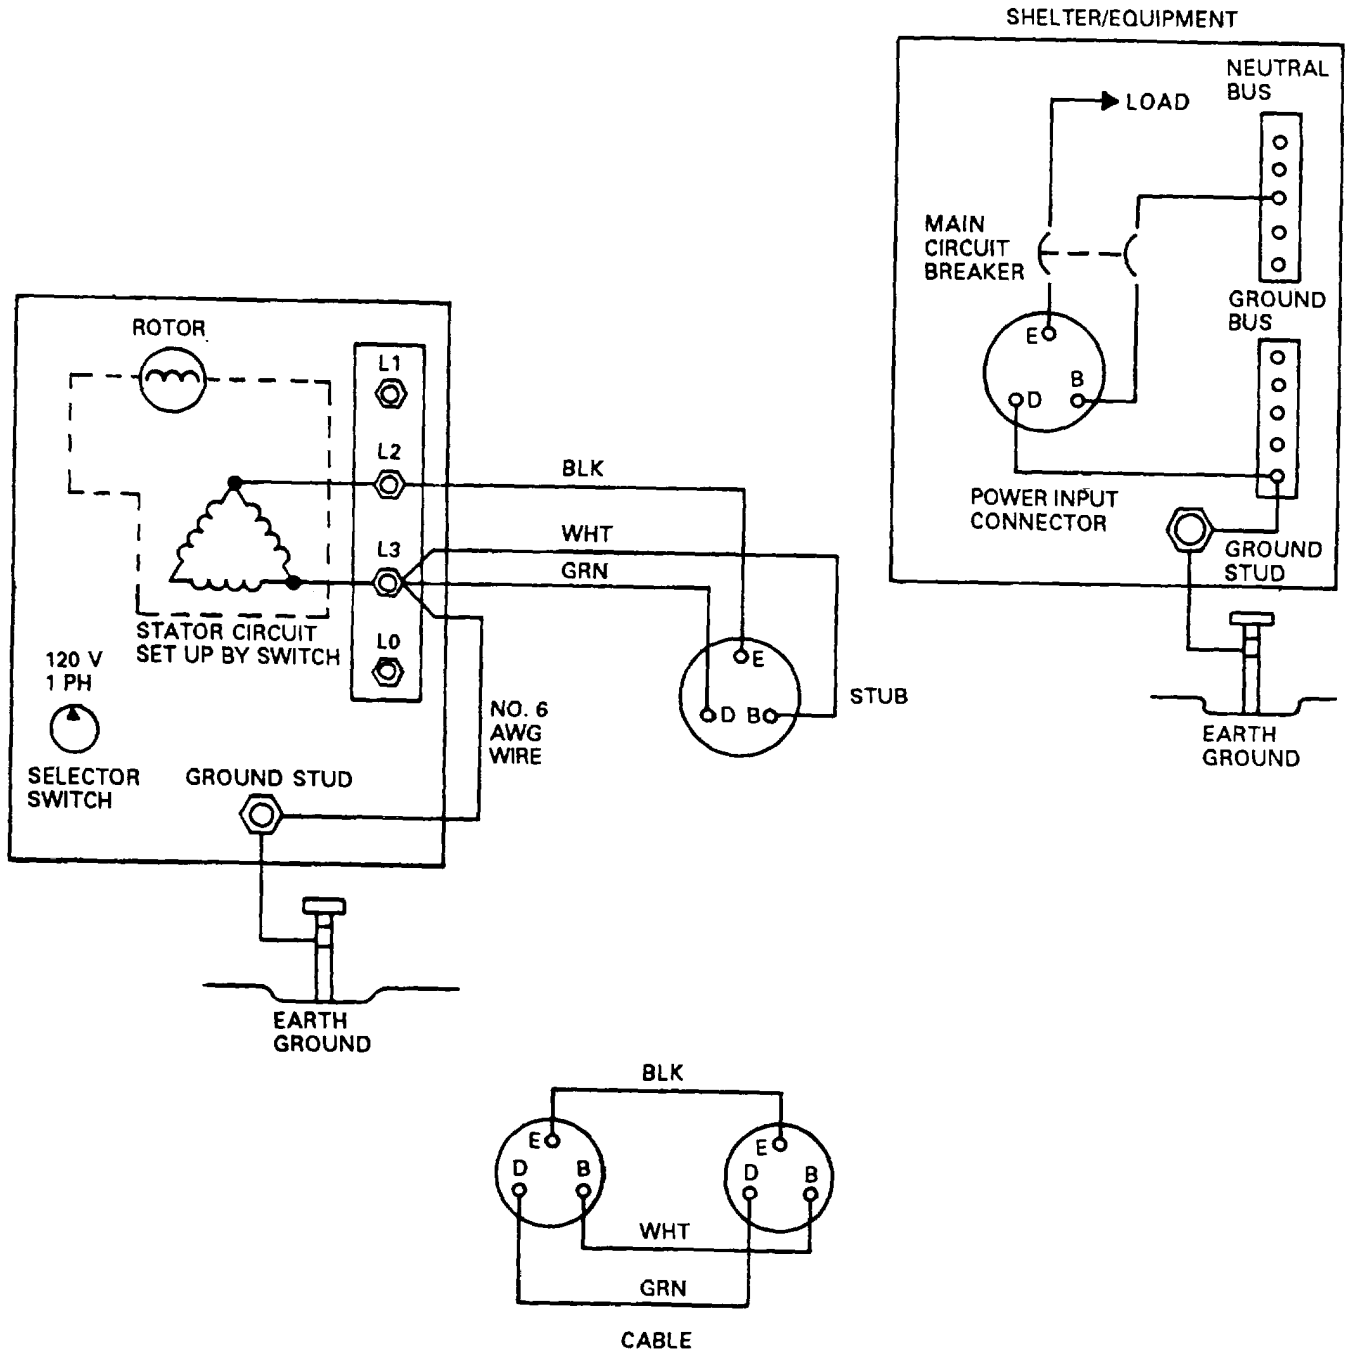 SHELTER/EQUIPMENT
NEUTRAL
BUS
LOAD
MAIN
CIRCUIT
BREAKER
GROUND
BUS
E
B
D
POWER INPUT
CONNECTOR
GROUND
STUD
EARTH
GROUND
ROTOR
L1
L2
L3
L0
STATOR CIRCUIT
SET UP BY SWITCH
120 V
1 PH
SELECTOR
SWITCH
GROUND STUD
NO. 6
AWG
WIRE
BLK
WHT
GRN
E
D B
STUB
EARTH
GROUND
BLK
E
D
B
E
D
B
WHT
GRN
CABLE